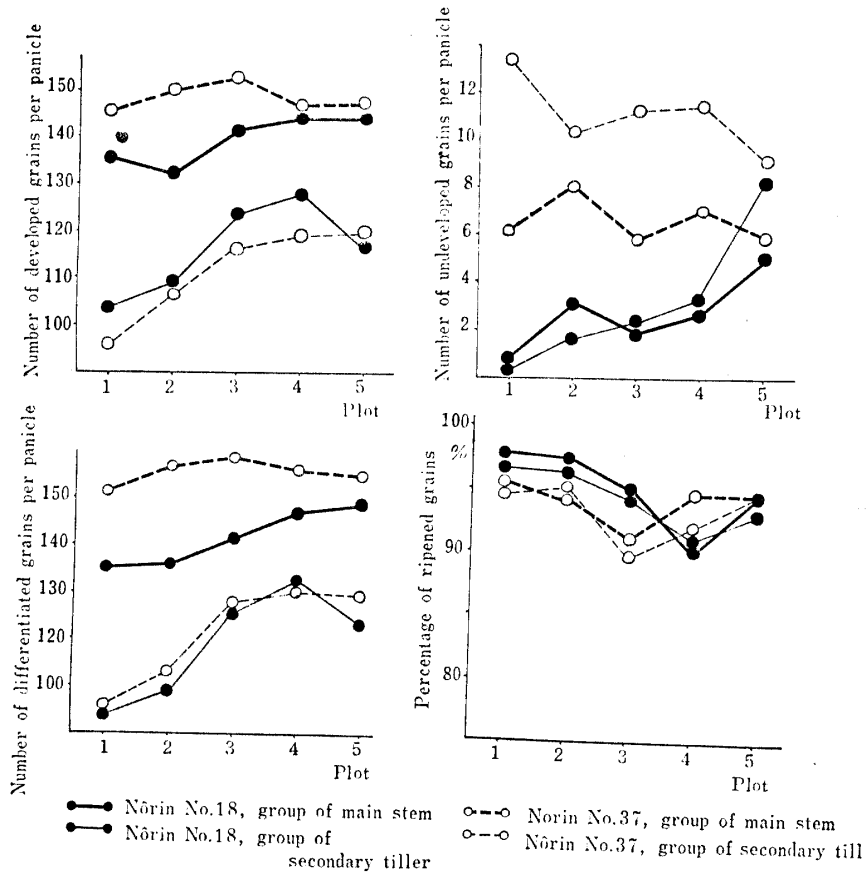 Number of developed grains per panicle
150
140
130
120
110
100
1 2 3 4 5
Plot
Number of undeveloped grains per panicle
12
10
8
6
4
2
1 2 3 4 5
Plot
Number of differentiated grains per panicle
150
140
130
120
100
1 2 3 4 5
Plot
Percentage of ripened grains
100
%
90
80
1 2 3 4 5
Plot
Nôrin No.18, group of main stem
Nôrin No.18, group of
secondary tiller
Norin No.37, group of main stem
Nôrin No.37, group of secondary till